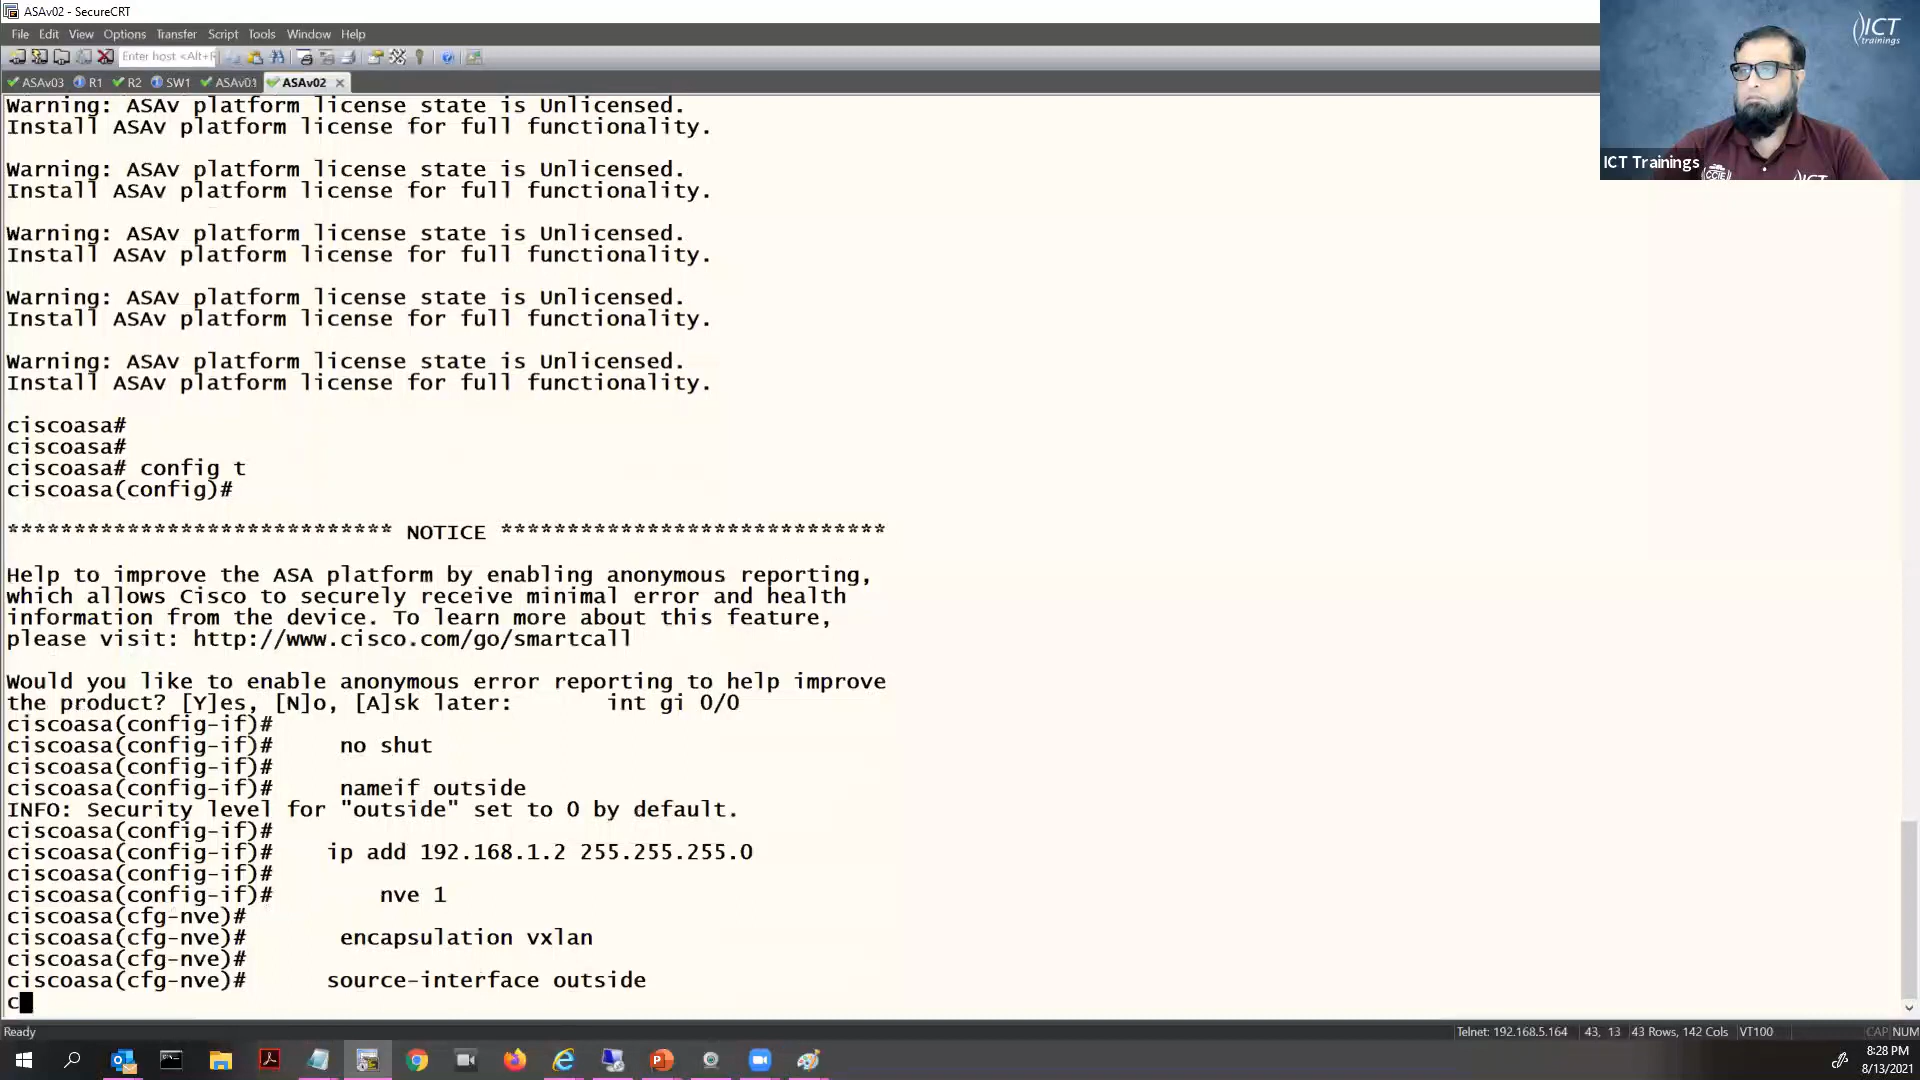 ASAv02 - SecureCRT
File Edit View Options Transfer Script Tools Window Help
Enter host <Alt+R
ASAv03 R1 R2 SW1 ASAv01 ASAv02
Warning: ASAv platform license state is Unlicensed.
Install ASAv platform license for full functionality.
Warning: ASAv platform license state is Unlicensed.
Install ASAv platform license for full functionality.
Warning: ASAv platform license state is Unlicensed.
Install ASAv platform license for full functionality.
Warning: ASAv platform license state is Unlicensed.
Install ASAv platform license for full functionality.
Warning: ASAv platform license state is Unlicensed.
Install ASAv platform license for full functionality.
ciscoasa#
ciscoasa#
ciscoasa# config t
ciscoasa(config)#
***************************** NOTICE *****************************
Help to improve the ASA platform by enabling anonymous reporting,
which allows Cisco to securely receive minimal error and health
information from the device. To learn more about this feature,
please visit: http://www.cisco.com/go/smartcall
Would you like to enable anonymous error reporting to help improve
the product? [Y]es, [N]o, [A]sk later: int gi 0/0
ciscoasa(config-if)#
ciscoasa(config-if)# no shut
ciscoasa(config-if)#
ciscoasa(config-if)# nameif outside
INFO: Security level for "outside" set to 0 by default.
ciscoasa(config-if)#
ciscoasa(config-if)# ip add 192.168.1.2 255.255.255.0
ciscoasa(config-if)#
ciscoasa(config-if)# nve 1
ciscoasa(cfg-nve)#
ciscoasa(cfg-nve)# encapsulation vxlan
ciscoasa(cfg-nve)#
ciscoasa(cfg-nve)# source-interface outside
c
ICT
trainings
ICT Trainings
CCIE
Ready
Telnet: 192.168.5.164 43, 13 43 Rows, 142 Cols VT100 CAP NUM
8:28 PM
8/13/2021